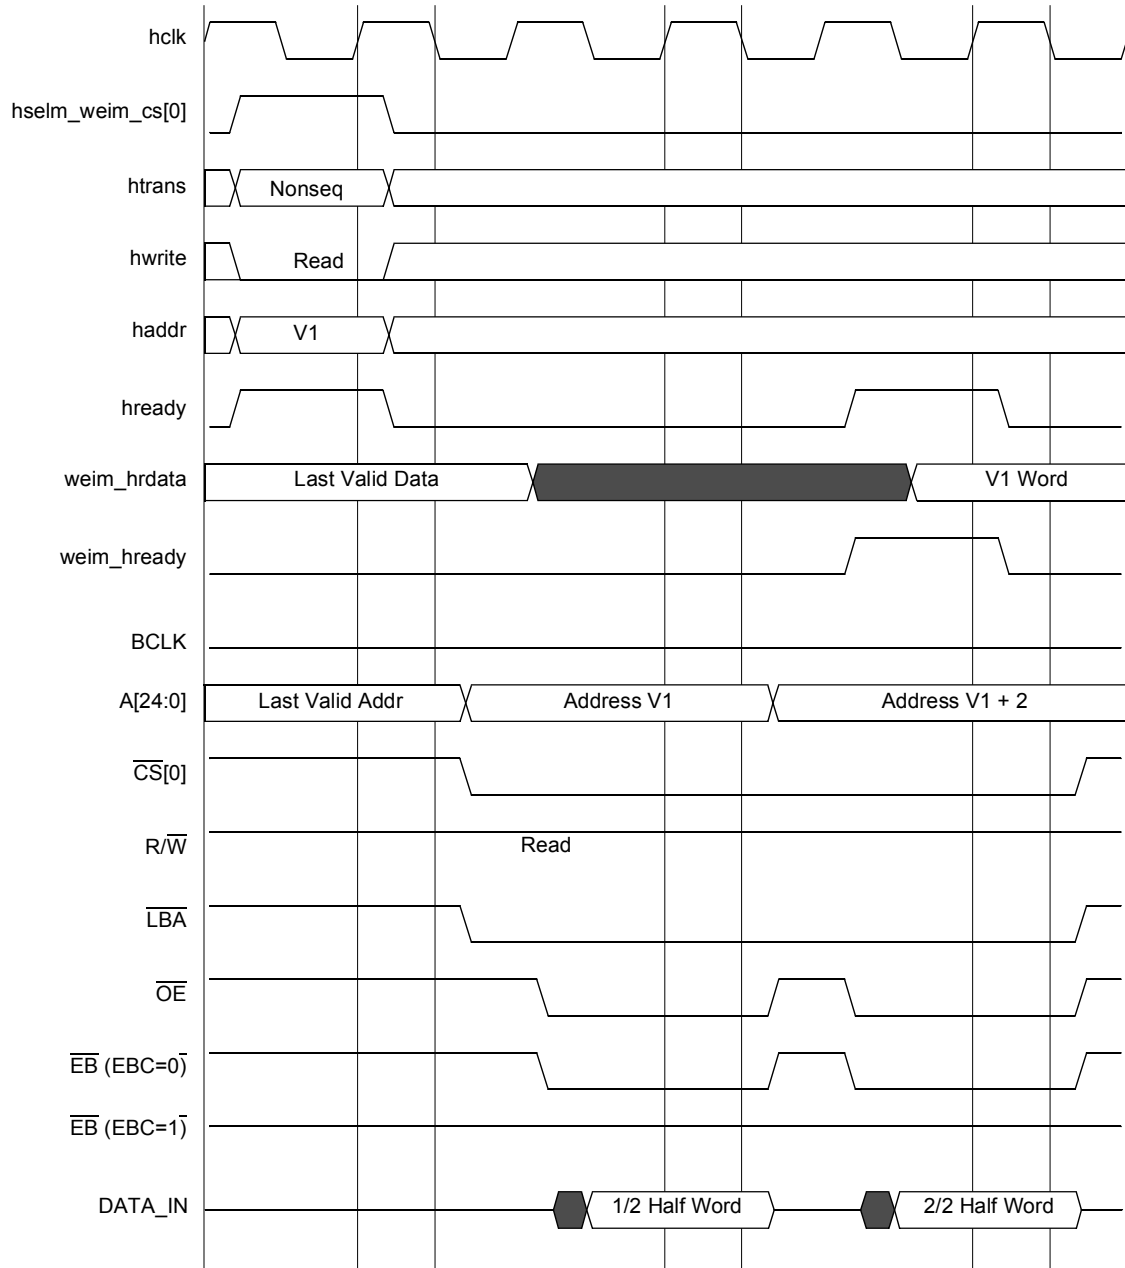 hclk
hselm_weim_cs[0]
htrans Nonseq
hwrite Read
haddr V1
hready
weim_hrdata Last Valid Data V1 Word
weim_hready
BCLK
A[24:0] Last Valid Addr Address V1 Address V1 + 2
CS[0]
R/W Read
LBA
OE
EB (EBC=0)
EB (EBC=1)
DATA_IN 1/2 Half Word 2/2 Half Word